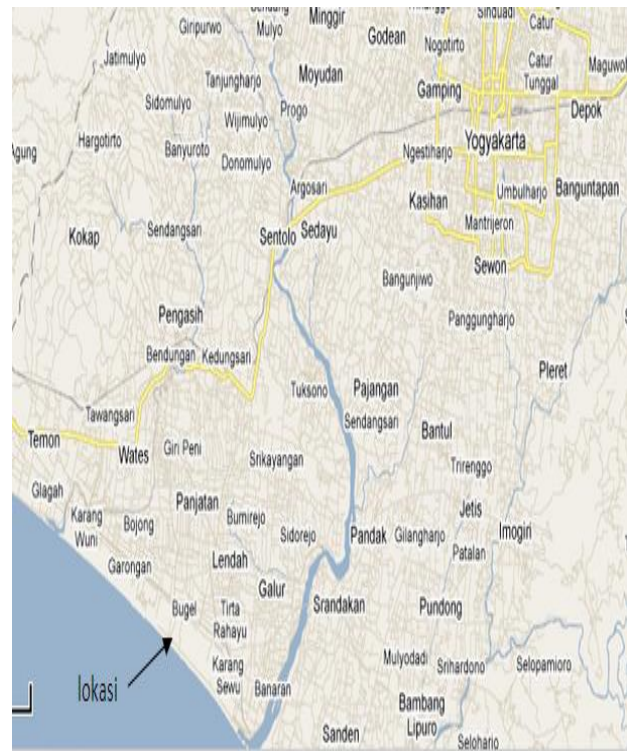 Giripurwo
Mulyo
Minggir
Sinduadi
Catur
Jatimulyo
Godean
Nogotirto
Tanjungharjo
Moyudan
Catur
Tunggal
Maguwoh
Sidomulyo
Wijimulyo
Progo
Gamping
Depok
Agung
Hargotirto
Banyuroto
Donomulyo
Ngestiharjo
Yogyakarta
Argosari
Kasihan
Umbulharjo
Banguntapan
Kokap
Sendangsari
Sentolo
Sedayu
Mantrijeron
Bangunjiwo
Sewon
Pengasih
Panggungharjo
Bendungan
Kedungsari
Pleret
Tuksono
Pajangan
Tawangsari
Sendangsari
Temon
Wates
Giri Peni
Bantul
Srikayangan
Trirenggo
Glagah
Karang
Wuni
Bojong
Panjatan
Bumirejo
Jetis
Sidorejo
Pandak
Gilangharjo
Imogiri
Patalan
Garongan
Lendah
Galur
Bugel
Tirta
Rahayu
Srandakan
Pundong
Karang
Sewu
Mulyodadi
Srihardono
Selopamioro
lokasi
Banaran
Bambang
Lipuro
Sanden
Selohario